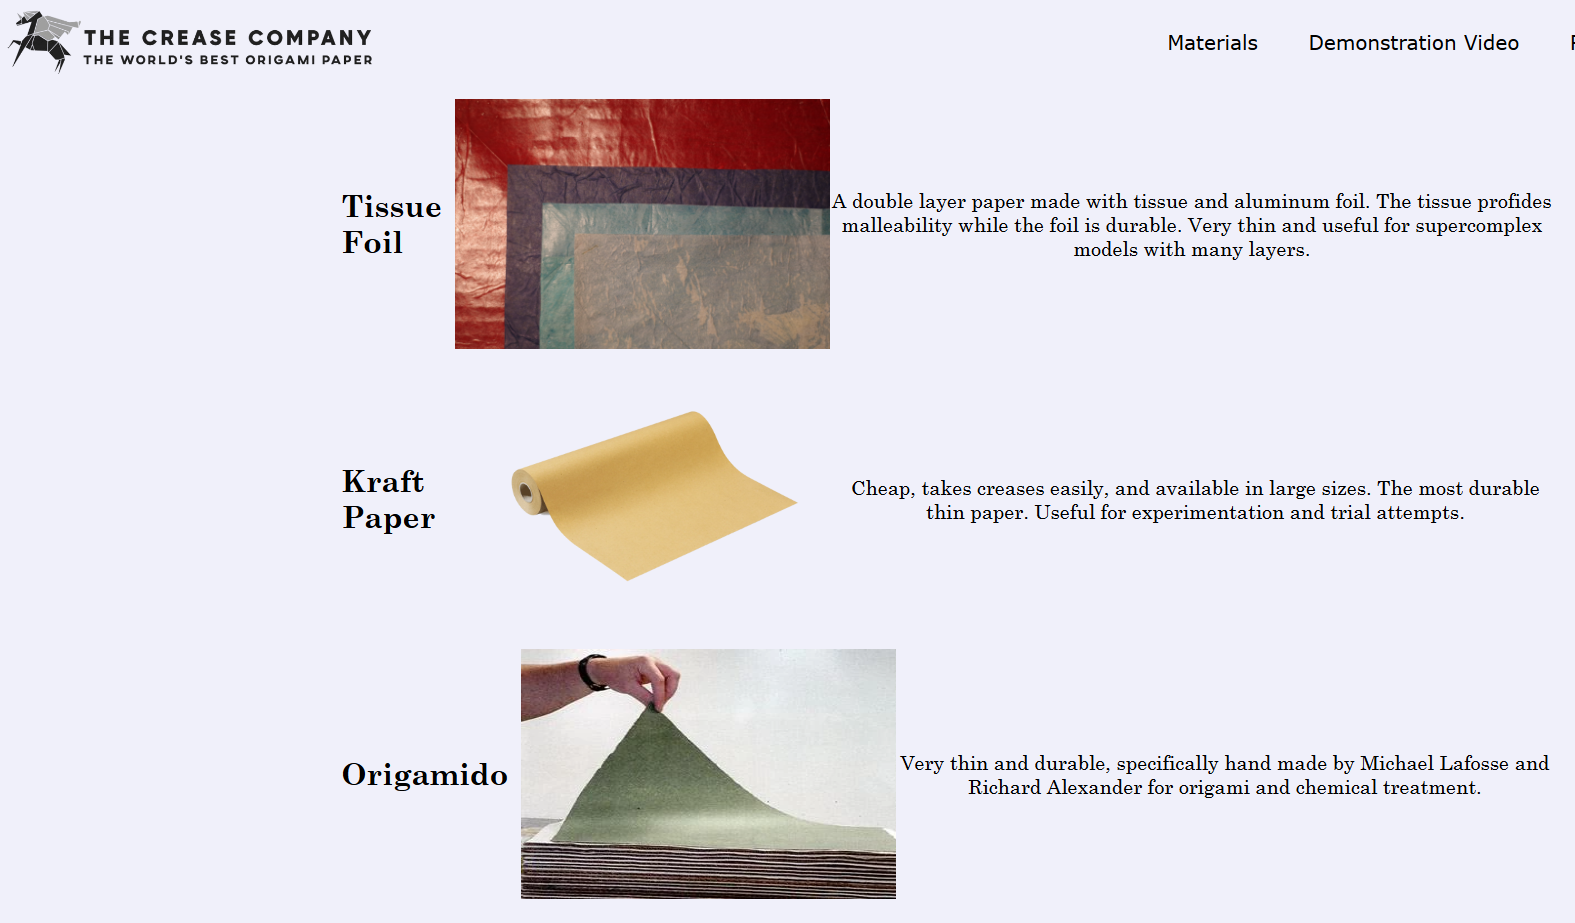 THE CREASE COMPANY
THE WORLD'S BEST ORIGAMI PAPER
Materials
Demonstration Video
Tissue
Foil
A double layer paper made with tissue and aluminum foil. The tissue profides
malleability while the foil is durable. Very thin and useful for supercomplex
models with many layers.
Kraft
Paper
Cheap, takes creases easily, and available in large sizes. The most durable
thin paper. Useful for experimentation and trial attempts.
Origamido
Very thin and durable, specifically hand made by Michael Lafosse and
Richard Alexander for origami and chemical treatment.